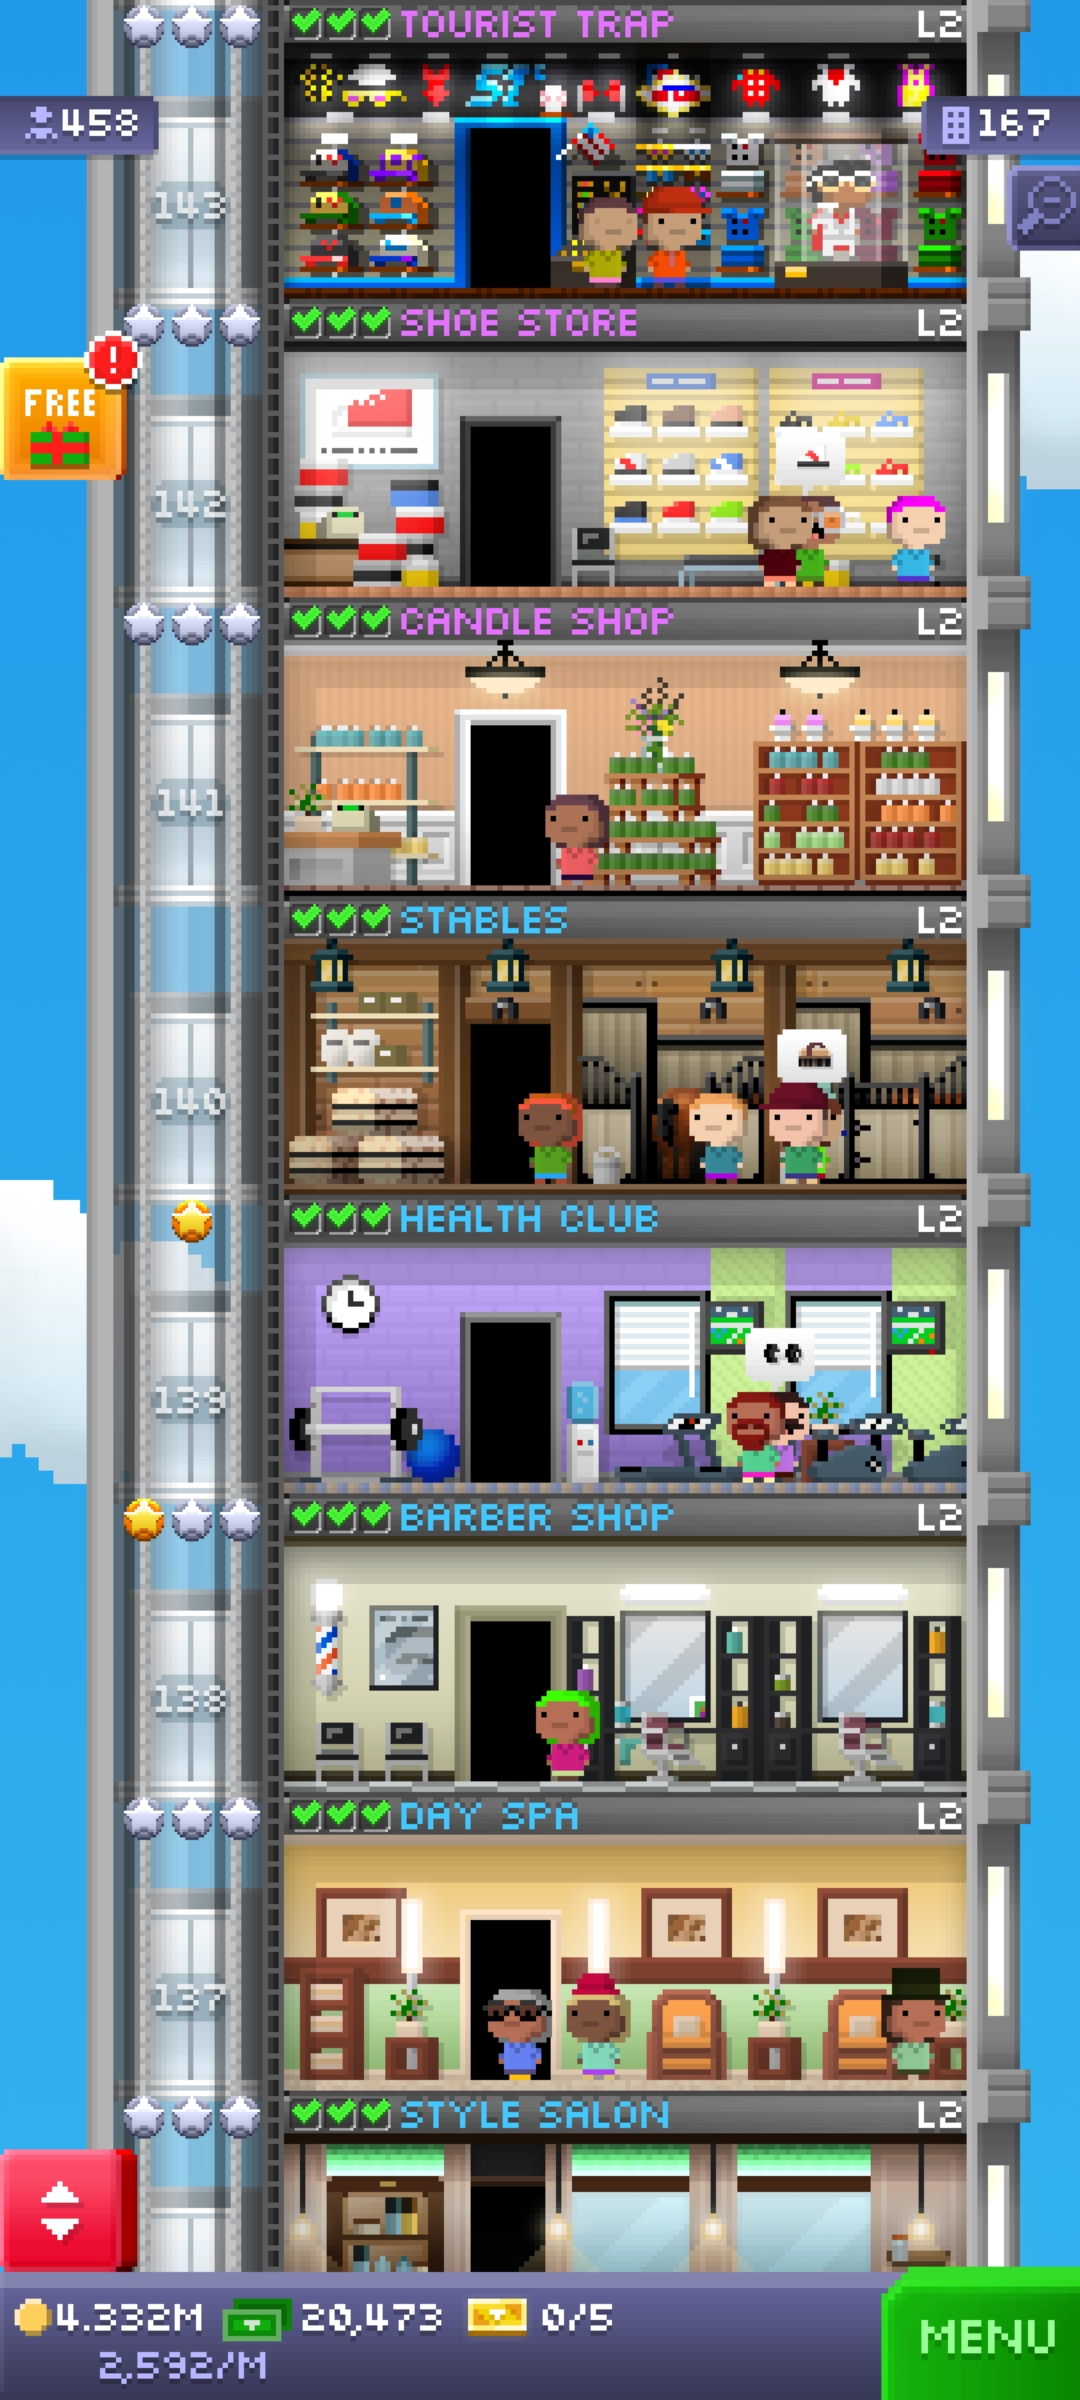 TOURIST TRAP L2
458
167
143
SHOE STORE L2
FREE
!
142
CANDLE SHOP L2
141
STABLES L2
140
HEALTH CLUB L2
139
BARBER SHOP L2
138
DAY SPA L2
137
STYLE SALON L2
4.332M 20,473 0/5
2,592/M
MENU